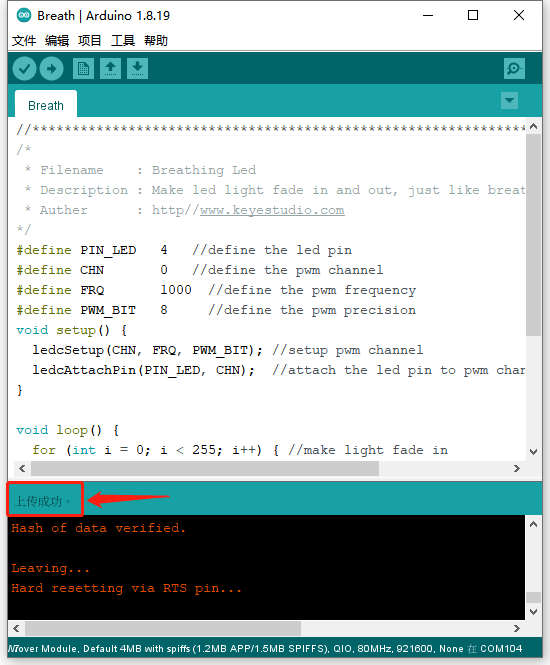 Breath | Arduino 1.8.19
文件 编辑 项目 工具 帮助
Breath
//**************************************************************
/*
 * Filename    : Breathing Led
 * Description : Make led light fade in and out, just like breat
 * Auther      : http//www.keyestudio.com
*/
#define PIN_LED   4   //define the led pin
#define CHN       0   //define the pwm channel
#define FRQ       1000  //define the pwm frequency
#define PWM_BIT   8     //define the pwm precision
void setup() {
  ledcSetup(CHN, FRQ, PWM_BIT); //setup pwm channel
  ledcAttachPin(PIN_LED, CHN);  //attach the led pin to pwm chan
}
void loop() {
  for (int i = 0; i < 255; i++) { //make light fade in
上传成功。
Hash of data verified.
Leaving...
Hard resetting via RTS pin...
Module, Default 4MB with spiffs (1.2MB APP/1.5MB SPIFFS), QIO, 80MHz, 921600, None 在 COM104